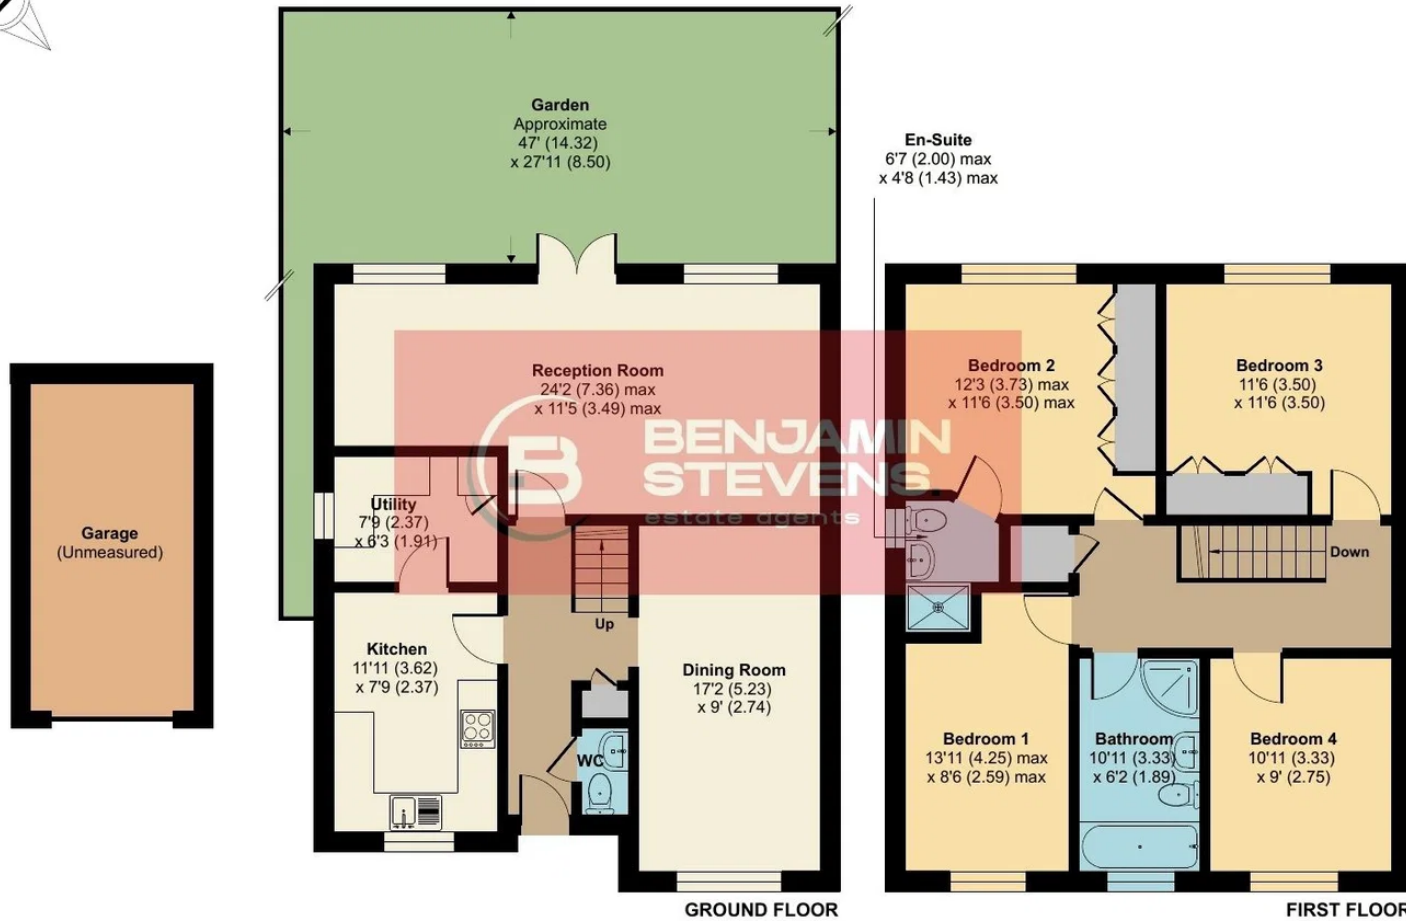 Garden
Approximate
47' (14.32)
x 27'11 (8.50)
En-Suite
6'7 (2.00) max
x 4'8 (1.43) max
Reception Room
24'2 (7.36) max
x 11'5 (3.49) max
Bedroom 2
12'3 (3.73) max
x 11'6 (3.50) max
Bedroom 3
11'6 (3.50)
x 11'6 (3.50)
B
BENJAMIN
STEVENS
estate agents
Utility
7'9 (2.37)
x 6'3 (1.91)
Garage
(Unmeasured)
Down
Up
Kitchen
11'11 (3.62)
x 7'9 (2.37)
Dining Room
17'2 (5.23)
x 9' (2.74)
WC
Bedroom 1
13'11 (4.25) max
x 8'6 (2.59) max
Bathroom
10'11 (3.33)
x 6'2 (1.89)
Bedroom 4
10'11 (3.33)
x 9' (2.75)
GROUND FLOOR
FIRST FLOOR